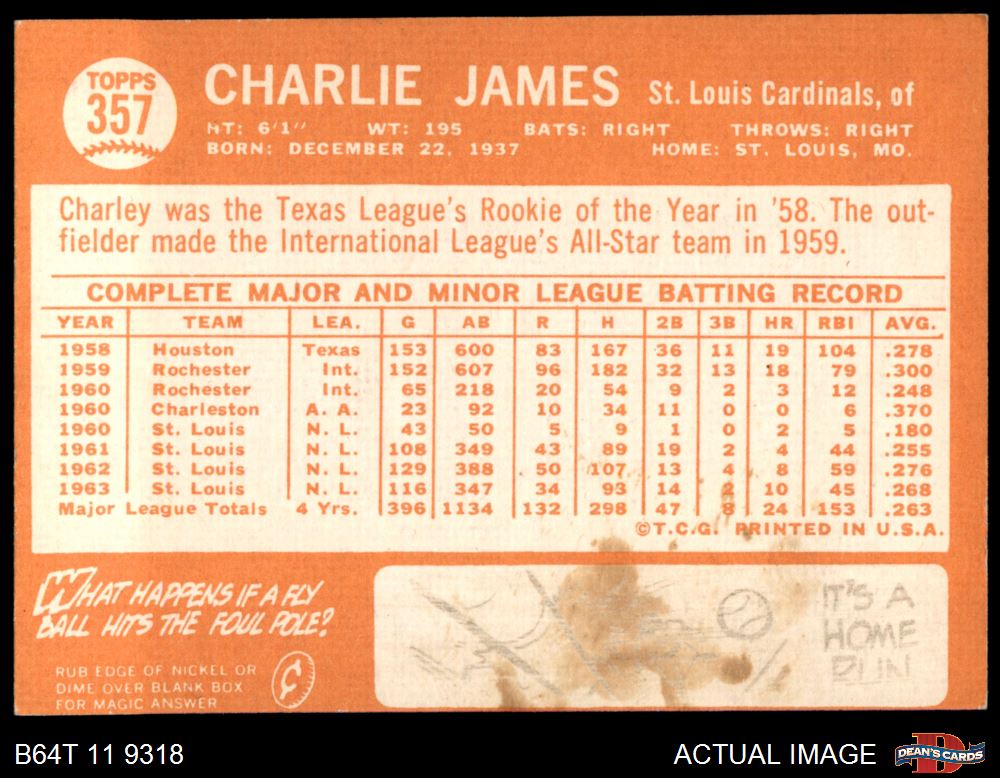 TOPPS
357
CHARLIE JAMES St. Louis Cardinals, of
HT: 6'1" WT: 195 BATS: RIGHT THROWS: RIGHT
BORN: DECEMBER 22, 1937 HOME: ST. LOUIS, MO.
Charley was the Texas League's Rookie of the Year in '58. The out-
fielder made the International League's All-Star team in 1959.
COMPLETE MAJOR AND MINOR LEAGUE BATTING RECORD
YEAR TEAM LEA. G AB R H 2B 3B HR RBI AVG.
1958 Houston Texas 153 600 83 167 36 11 19 104 .278
1959 Rochester Int. 152 607 96 182 32 13 18 79 .300
1960 Rochester Int. 65 218 20 54 9 2 3 12 .248
1960 Charleston A. A. 23 92 10 34 11 0 0 6 .370
1960 St. Louis N. L. 43 50 5 9 1 0 2 5 .180
1961 St. Louis N. L. 108 349 43 89 19 2 4 44 .255
1962 St. Louis N. L. 129 388 50 107 13 4 8 59 .276
1963 St. Louis N. L. 116 347 34 93 14 2 10 45 .268
Major League Totals 4 Yrs. 396 1134 132 298 47 8 24 153 .263
©T.C.G. PRINTED IN U.S.A.
WHAT HAPPENS IF A FLY
BALL HITS THE FOUL POLE?
RUB EDGE OF NICKEL OR
DIME OVER BLANK BOX
FOR MAGIC ANSWER
IT'S A
HOME
RUN
B64T 11 9318 ACTUAL IMAGE DEAN'S CARDS